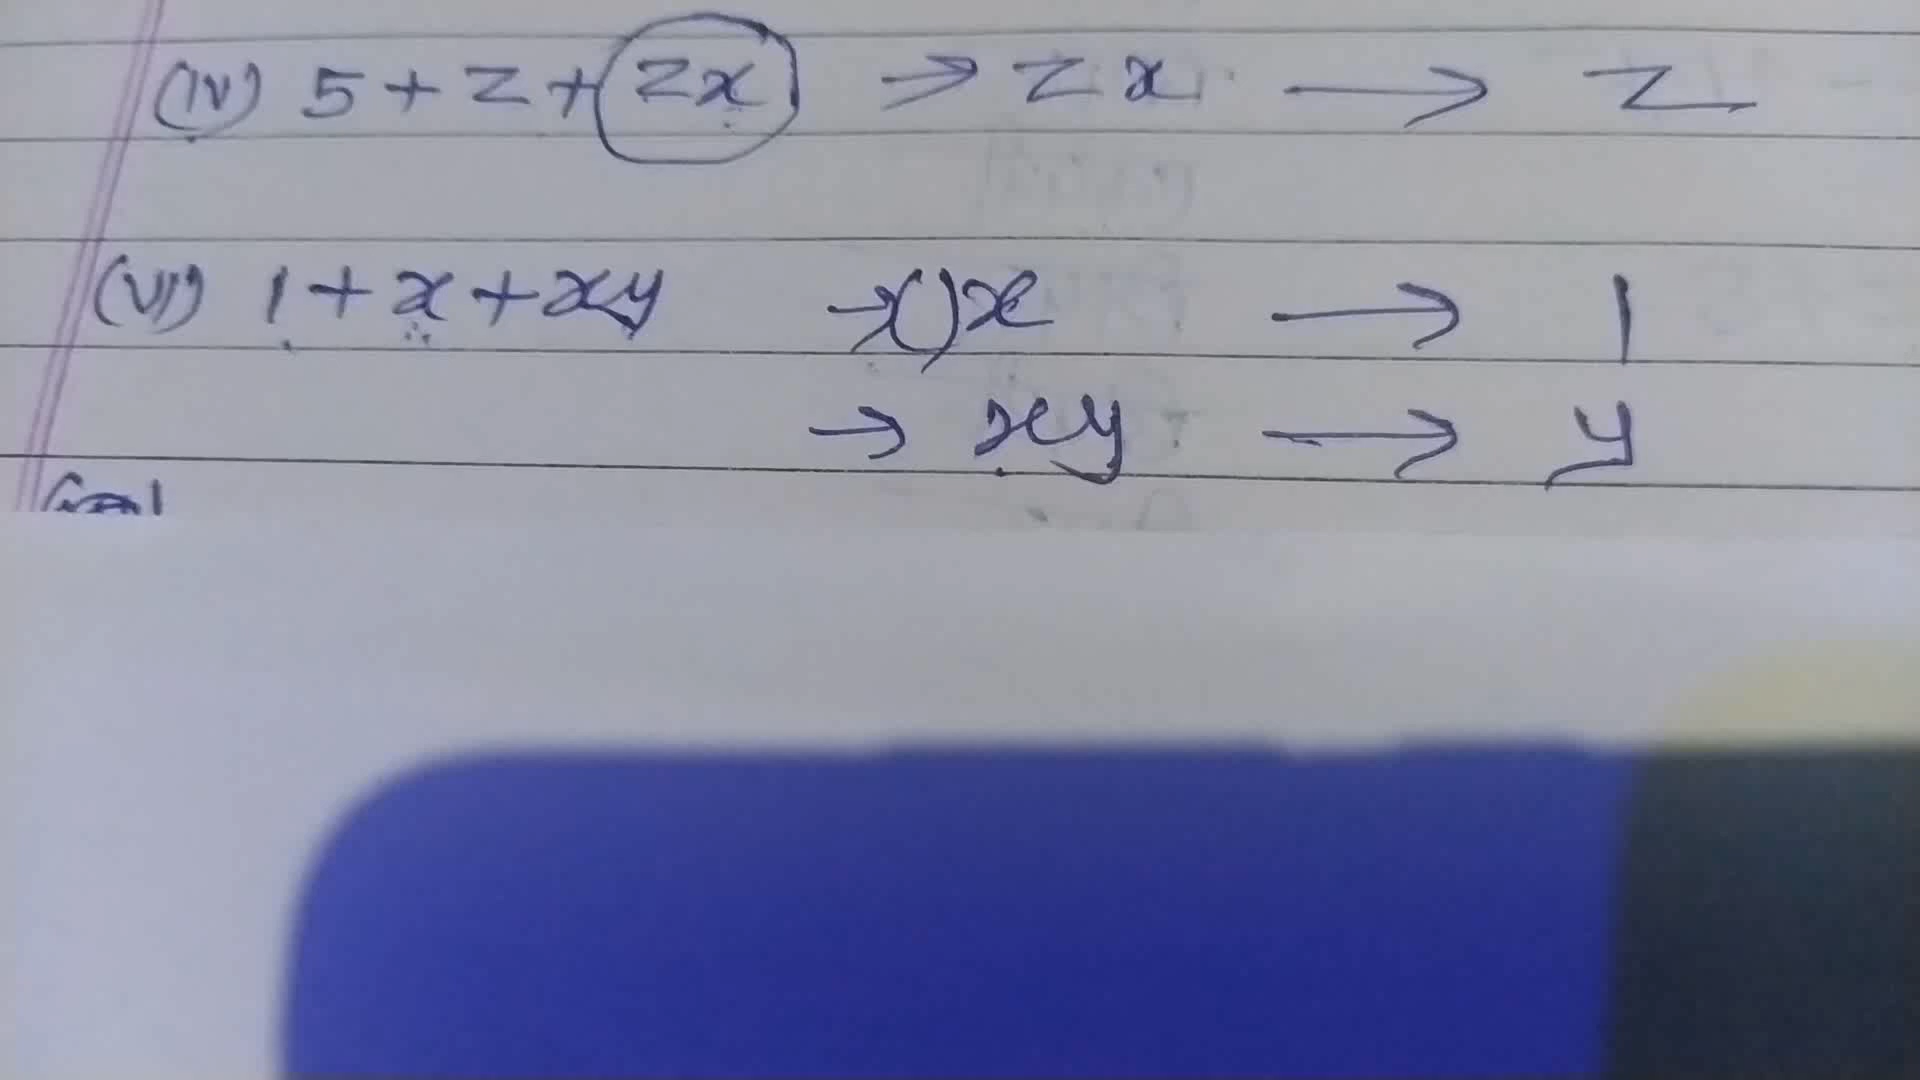 (iv) 5 + z + zx → zx → z
(vi) 1 + x + xy → x → 1
→ xy → y